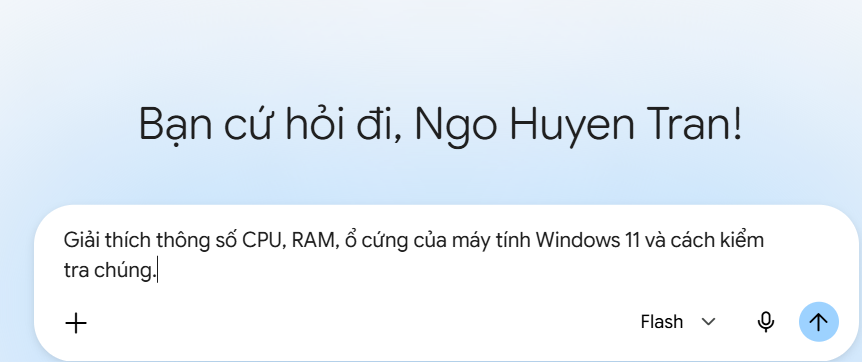 Bạn cứ hỏi đi, Ngo Huyen Tran!
Giải thích thông số CPU, RAM, ổ cứng của máy tính Windows 11 và cách kiểm
tra chúng.
Flash